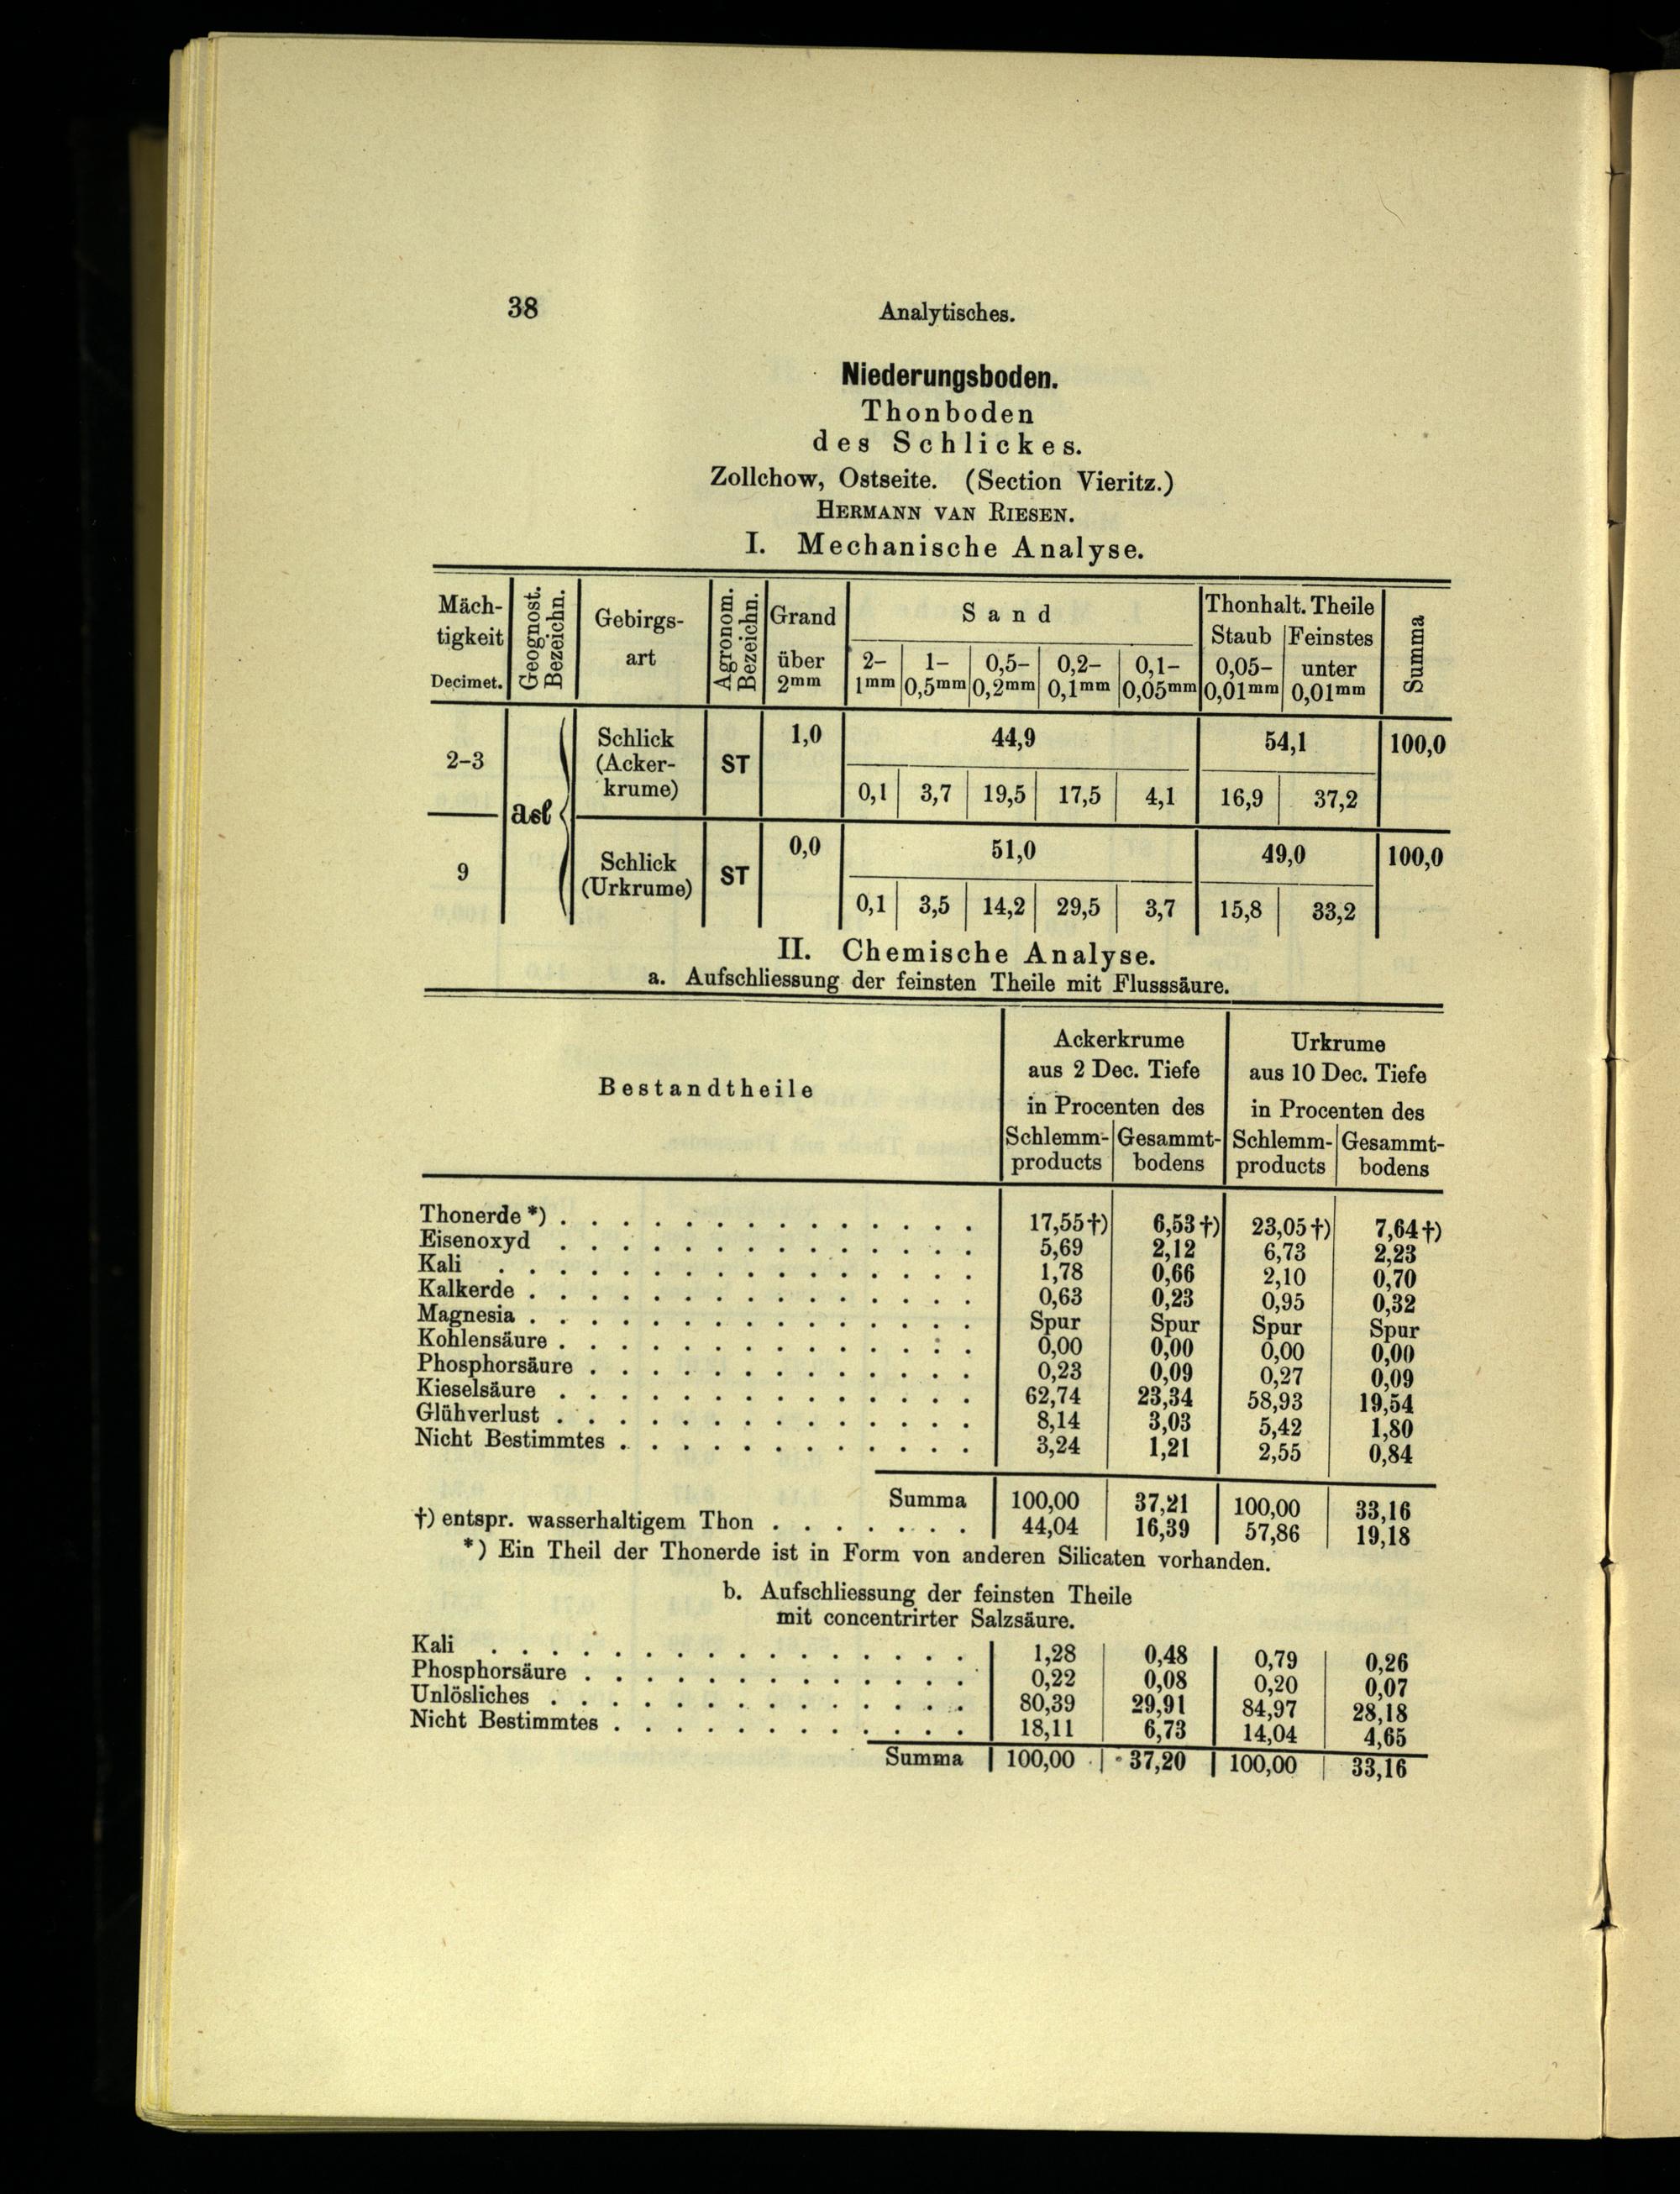 38 Analytisches.
Niederungsboden.
Thonboden
des Schlickes.
Zollchow, Ostseite. (Section Vieritz.)
HERMANN VAN RIESEN.
I. Mechanische Analyse.
Mäch- Geognost. Gebirgs- Agronom. Grand Sand Thonhalt. Theile Summa
tigkeit Bezeichn. art Bezeichn. über Staub Feinstes
2- 1- 0,5- 0,2- 0,1- 0,05- unter
Decimet. 2mm 1mm 0,5mm 0,2mm 0,1mm 0,05mm 0,01mm 0,01mm
Schlick 1,0 44,9 54,1 100,0
2-3 (Acker- ST
krume) 0,1 3,7 19,5 17,5 4,1 16,9 37,2
asl
Schlick 0,0 51,0 49,0 100,0
9 (Urkrume) ST
0,1 3,5 14,2 29,5 3,7 15,8 33,2
II. Chemische Analyse.
a. Aufschliessung der feinsten Theile mit Flusssäure.
Ackerkrume Urkrume
aus 2 Dec. Tiefe aus 10 Dec. Tiefe
Bestandtheile in Procenten des in Procenten des
Schlemm- Gesammt- Schlemm- Gesammt-
products bodens products bodens
Thonerde *) . . . . . . . . . . . . . . 17,55 †) 6,53 †) 23,05 †) 7,64 †)
Eisenoxyd . . . . . . . . . . . . . . 5,69 2,12 6,73 2,23
Kali . . . . . . . . . . . . . . . . 1,78 0,66 2,10 0,70
Kalkerde . . . . . . . . . . . . . . . 0,63 0,23 0,95 0,32
Magnesia . . . . . . . . . . . . . . . Spur Spur Spur Spur
Kohlensäure . . . . . . . . . . . . . . 0,00 0,00 0,00 0,00
Phosphorsäure . . . . . . . . . . . . . 0,23 0,09 0,27 0,09
Kieselsäure . . . . . . . . . . . . . . 62,74 23,34 58,93 19,54
Glühverlust . . . . . . . . . . . . . . 8,14 3,03 5,42 1,80
Nicht Bestimmtes . . . . . . . . . . . . 3,24 1,21 2,55 0,84
Summa 100,00 37,21 100,00 33,16
†) entspr. wasserhaltigem Thon . . . . . . . 44,04 16,39 57,86 19,18
*) Ein Theil der Thonerde ist in Form von anderen Silicaten vorhanden.
b. Aufschliessung der feinsten Theile
mit concentrirter Salzsäure.
Kali . . . . . . . . . . . . . . . . 1,28 0,48 0,79 0,26
Phosphorsäure . . . . . . . . . . . . . 0,22 0,08 0,20 0,07
Unlösliches . . . . . . . . . . . . . . 80,39 29,91 84,97 28,18
Nicht Bestimmtes . . . . . . . . . . . . 18,11 6,73 14,04 4,65
Summa 100,00 37,20 100,00 33,16